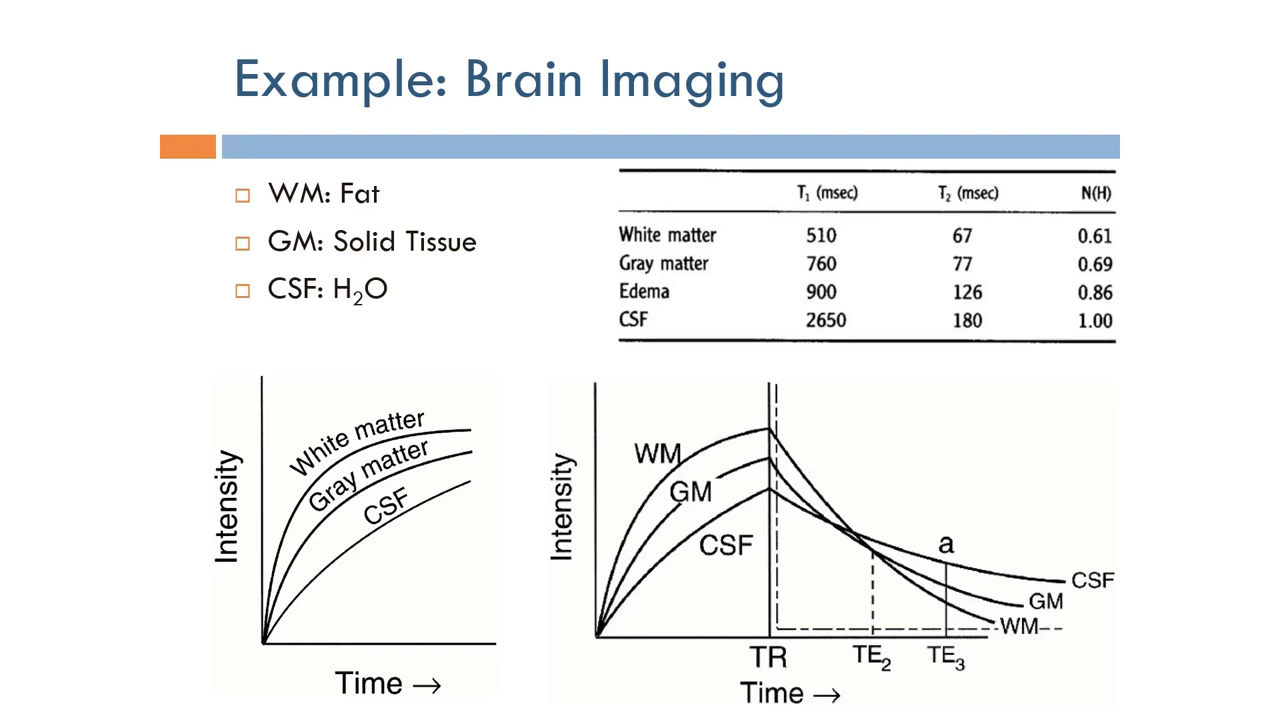 Example: Brain Imaging
WM: Fat
GM: Solid Tissue
CSF: H₂O
T₁ (msec) T₂ (msec) N(H)
White matter 510 67 0.61
Gray matter 760 77 0.69
Edema 900 126 0.86
CSF 2650 180 1.00
Intensity
White matter
Gray matter
CSF
Time →
Intensity
WM
GM
CSF
a
CSF
GM
WM
TR TE₂ TE₃
Time →